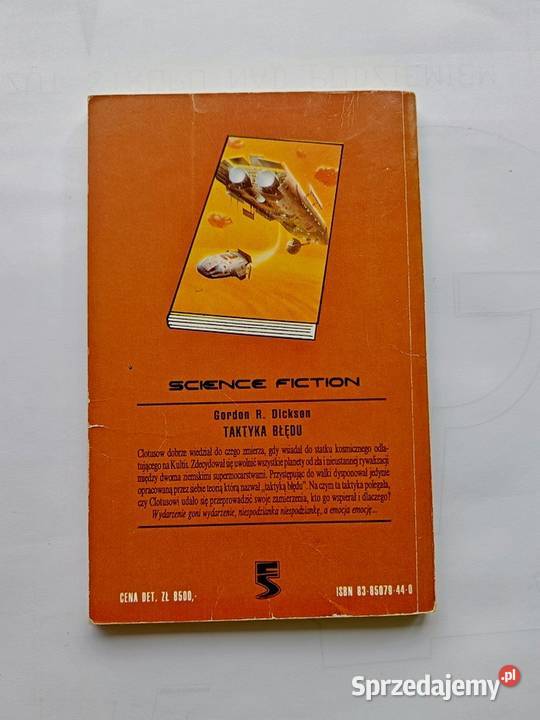 SCIENCE FICTION
Gordon R. Dickson
TAKTYKA BŁĘDU
Clotusow dobrze wiedział do czego zmierza, gdy wsiadał do statku kosmicznego odla-
tującego na Kultis. Zdecydował się uwolnić wszystkie planety od zła i nieustannej rywalizacji
między dwoma ziemskimi supermocarstwami. Przystępując do walki dysponował jedynie
opracowaną przez siebie teorią którą nazwał „taktyką błędu”. Na czym ta taktyka polegała,
czy Clotusowi udało się przeprowadzić swoje zamierzenia, kto go wspierał i dlaczego?
Wydarzenie goni wydarzenie, niespodzianka niespodziankę, a emocja emocję...
CENA DET. ZŁ 8500,-
ISBN 83-85079-44-0
Sprzedajemy.pl